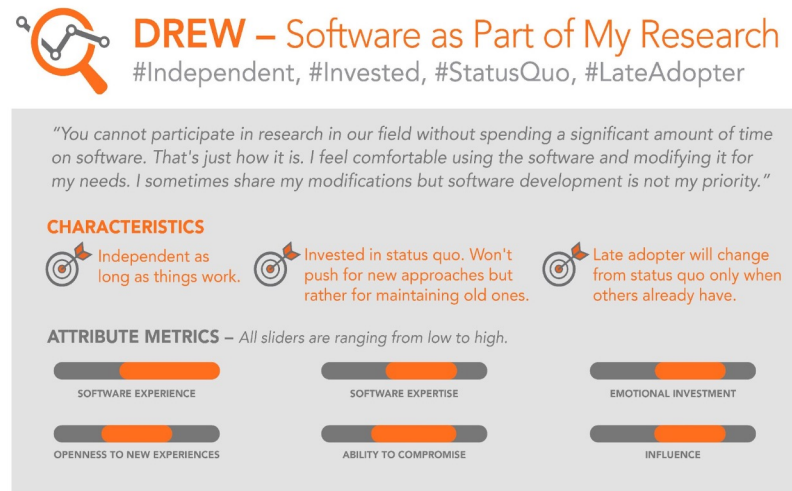 DREW – Software as Part of My Research
#Independent, #Invested, #StatusQuo, #LateAdopter
"You cannot participate in research in our field without spending a significant amount of time
on software. That's just how it is. I feel comfortable using the software and modifying it for
my needs. I sometimes share my modifications but software development is not my priority."
CHARACTERISTICS
Independent as
long as things work.
Invested in status quo. Won't
push for new approaches but
rather for maintaining old ones.
Late adopter will change
from status quo only when
others already have.
ATTRIBUTE METRICS – All sliders are ranging from low to high.
SOFTWARE EXPERIENCE
SOFTWARE EXPERTISE
EMOTIONAL INVESTMENT
OPENNESS TO NEW EXPERIENCES
ABILITY TO COMPROMISE
INFLUENCE